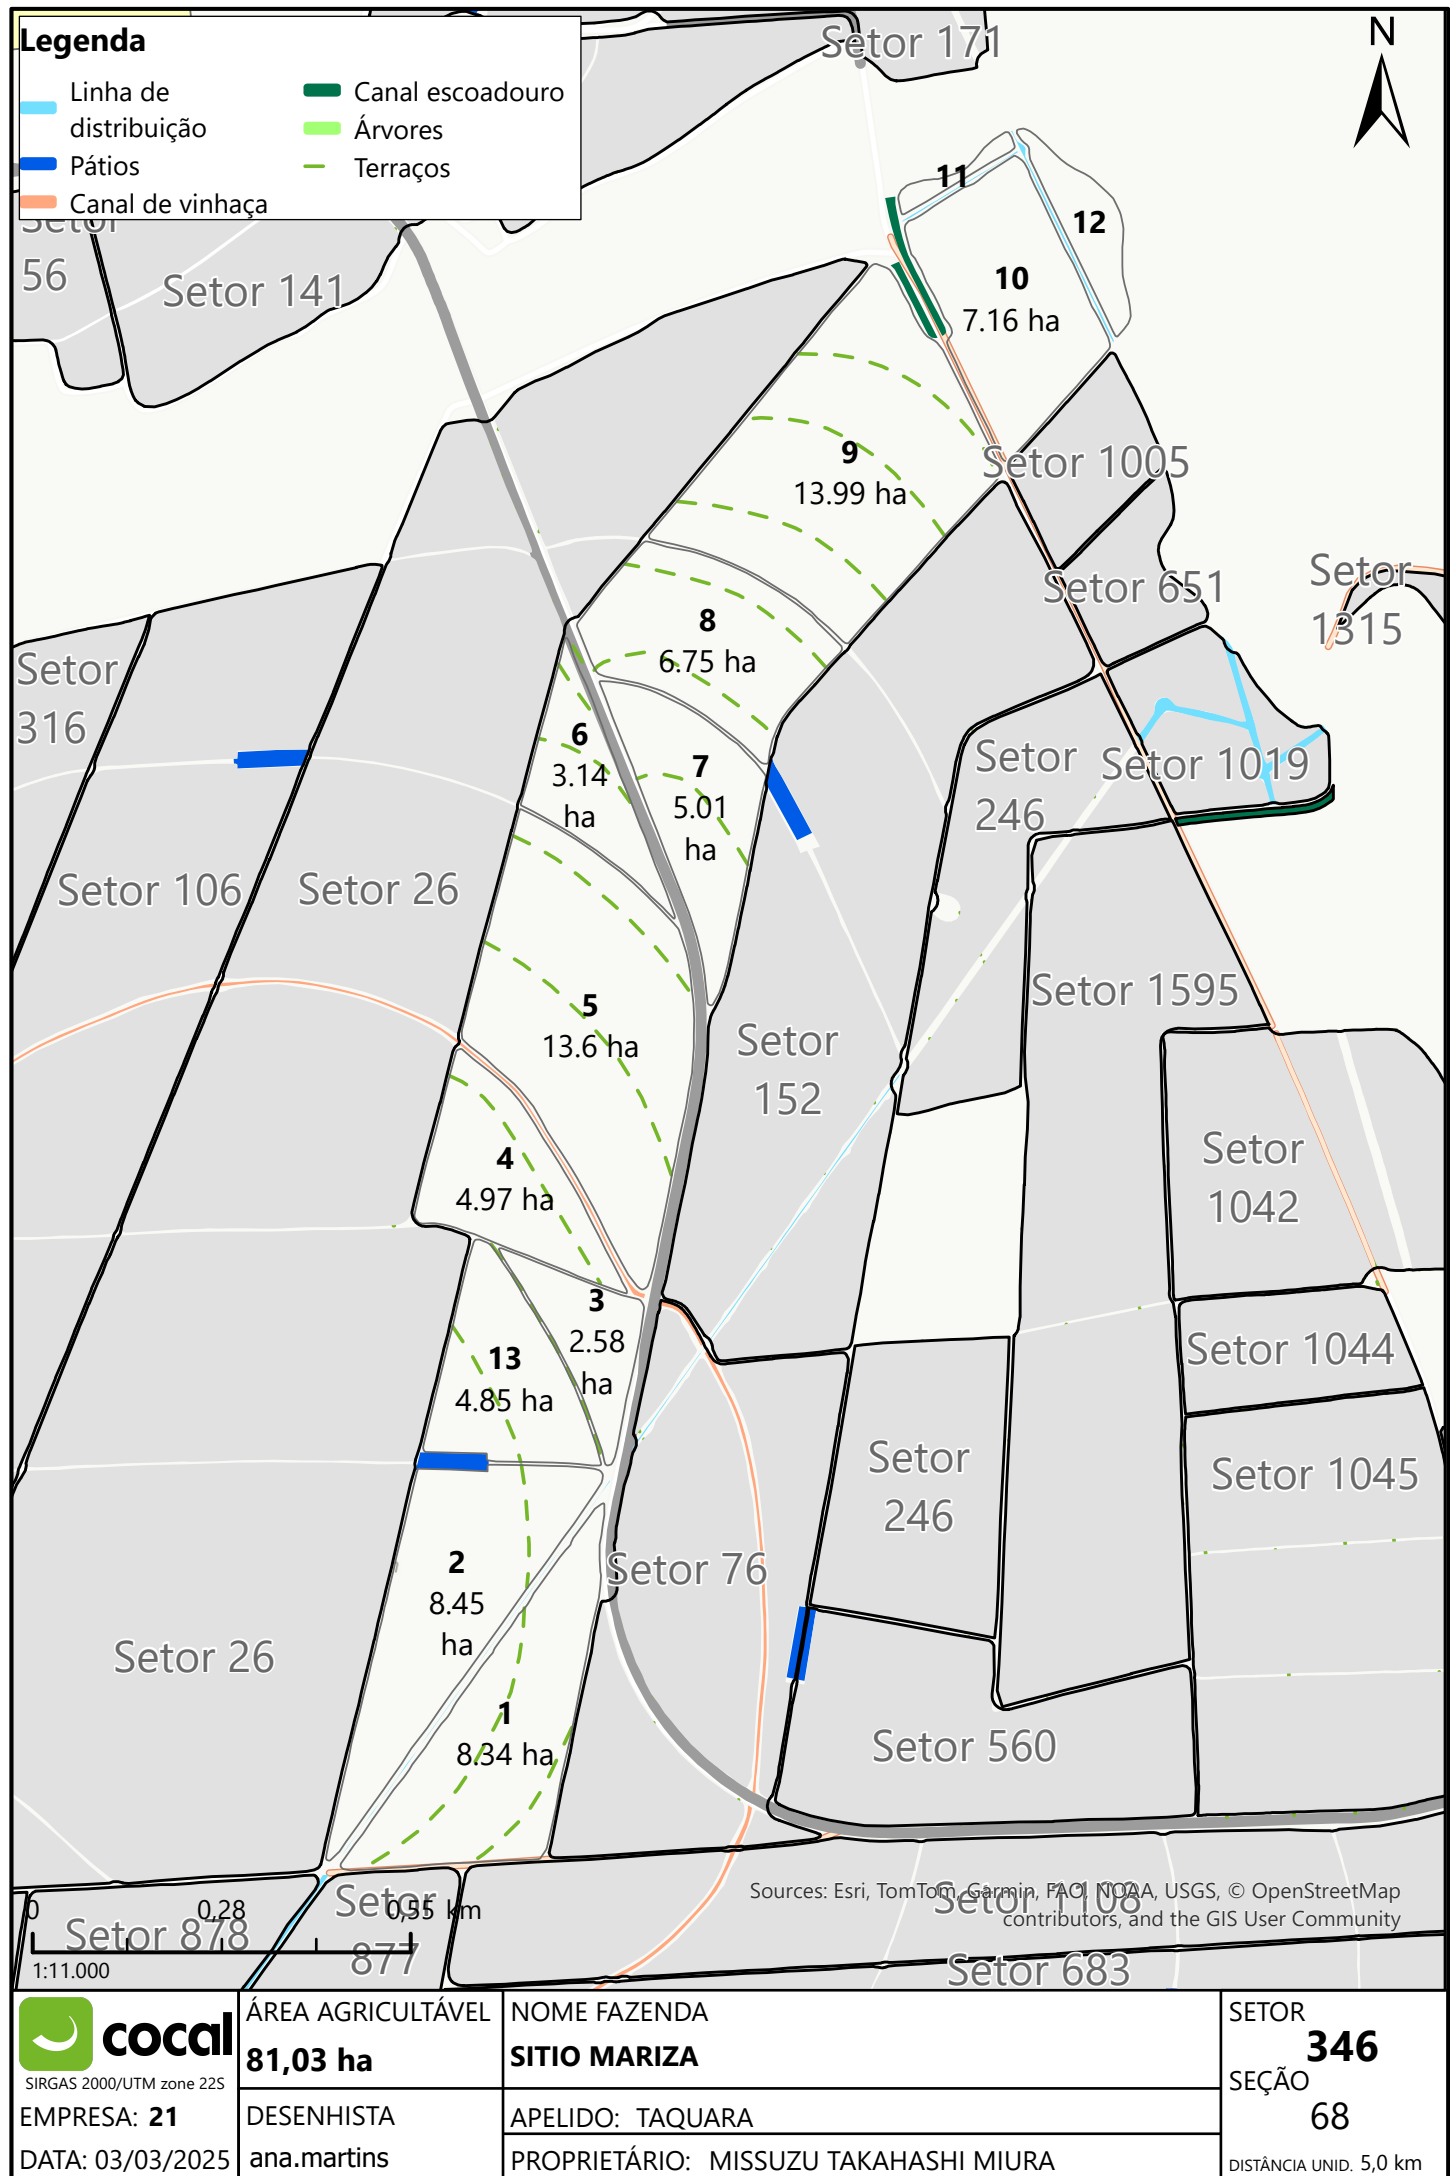 Legenda
Linha de
distribuição
Pátios
Canal de vinhaça
Canal escoadouro
Árvores
Terraços
N
Setor 171
Setor
56
Setor 141
11
12
10
7.16 ha
9
13.99 ha
Setor 1005
Setor 651
Setor
1315
8
6.75 ha
Setor
316
6
3.14
ha
7
5.01
ha
Setor
246
Setor 1019
Setor 106
Setor 26
5
13.6 ha
Setor 1595
Setor
152
4
4.97 ha
Setor
1042
3
2.58
ha
13
4.85 ha
Setor 1044
Setor
246
Setor 1045
2
8.45
ha
Setor 76
Setor 26
1
8.34 ha
Setor 560
Sources: Esri, TomTom, Garmin, FAO, NOAA, USGS, © OpenStreetMap
contributors, and the GIS User Community
Setor 1108
Setor
877
Setor 878
0 0,28 0,55 km
1:11.000
Setor 683
cocal
SIRGAS 2000/UTM zone 22S
EMPRESA: 21
DATA: 03/03/2025
ÁREA AGRICULTÁVEL
81,03 ha
DESENHISTA
ana.martins
NOME FAZENDA
SITIO MARIZA
APELIDO: TAQUARA
PROPRIETÁRIO: MISSUZU TAKAHASHI MIURA
SETOR
346
SEÇÃO
68
DISTÂNCIA UNID. 5,0 km